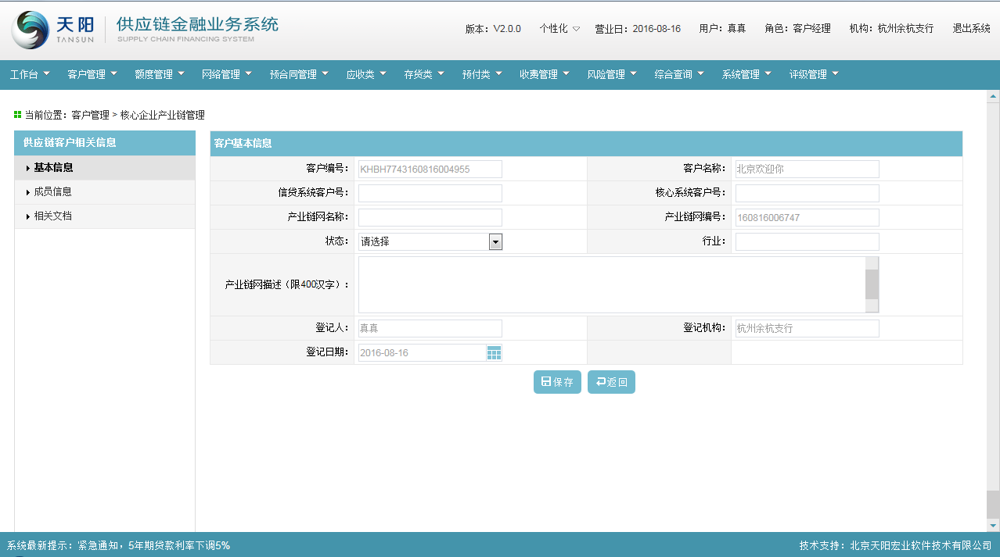 天阳
TANSUN
供应链金融业务系统
SUPPLY CHAIN FINANCING SYSTEM
版本：V2.0.0 个性化 营业日：2016-08-16 用户：真真 角色：客户经理 机构：杭州余杭支行 退出系统
工作台 客户管理 额度管理 网络管理 预合同管理 应收类 存货类 预付类 收费管理 风险管理 综合查询 系统管理 评级管理
当前位置：客户管理 > 核心企业产业链管理
供应链客户相关信息
基本信息
成员信息
相关文档
客户基本信息
客户编号： KHBH7743160816004955 客户名称： 北京欢迎你
信贷系统客户号： 核心系统客户号：
产业链网名称： 产业链网编号： 160816006747
状态： 请选择 行业：
产业链网描述（限400汉字）：
登记人： 真真 登记机构： 杭州余杭支行
登记日期： 2016-08-16
保存 返回
系统最新提示：紧急通知，5年期贷款利率下调5% 技术支持：北京天阳宏业软件技术有限公司